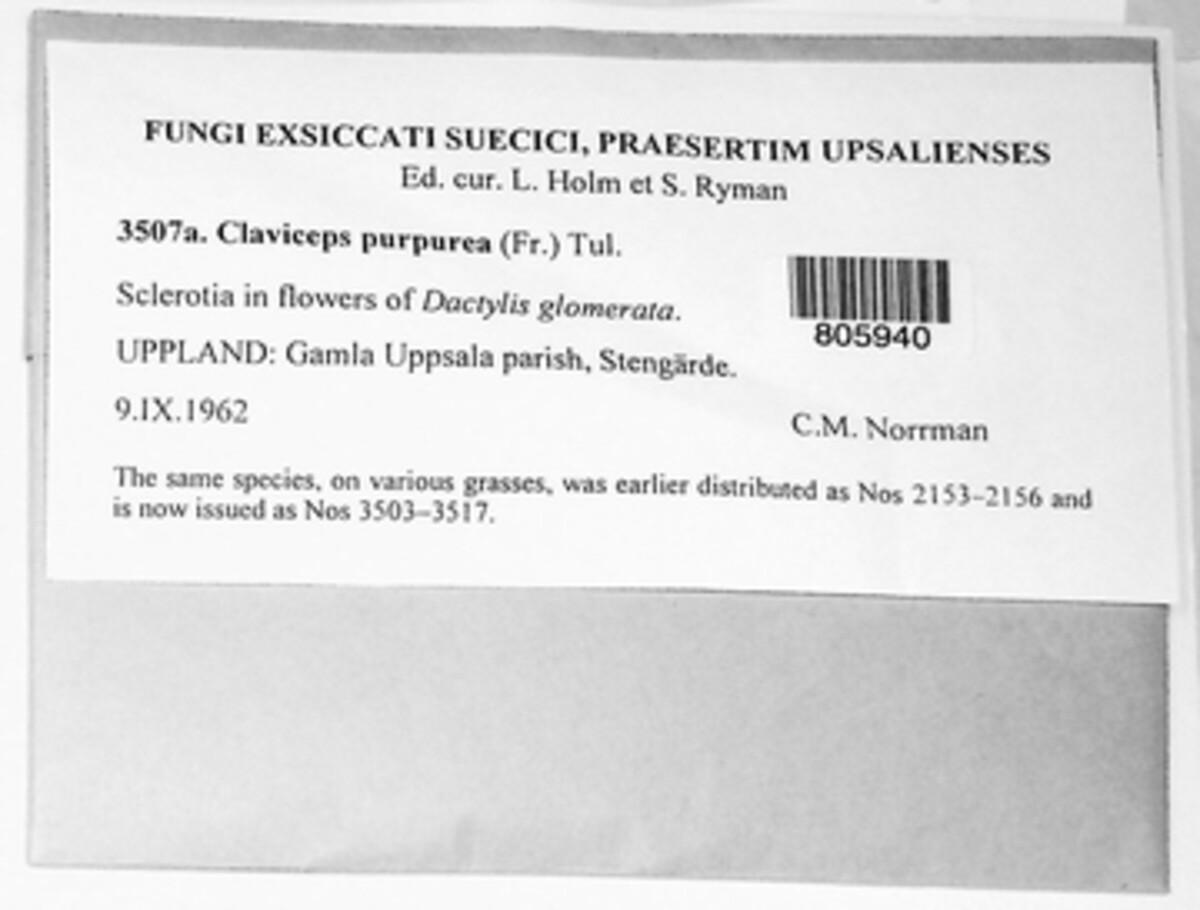 FUNGI EXSICCATI SUECICI, PRAESERTIM UPSALIENSES
Ed. cur. L. Holm et S. Ryman
3507a. Claviceps purpurea (Fr.) Tul.
Sclerotia in flowers of Dactylis glomerata.
805940
UPPLAND: Gamla Uppsala parish, Stengärde.
9.IX.1962
C.M. Norrman
The same species, on various grasses, was earlier distributed as Nos 2153–2156 and
is now issued as Nos 3503–3517.